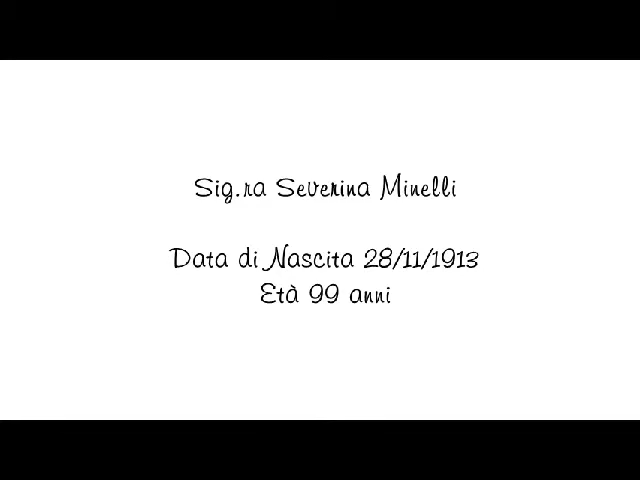 Sig.ra Severina Minelli
Data di Nascita 28/11/1913
Età 99 anni